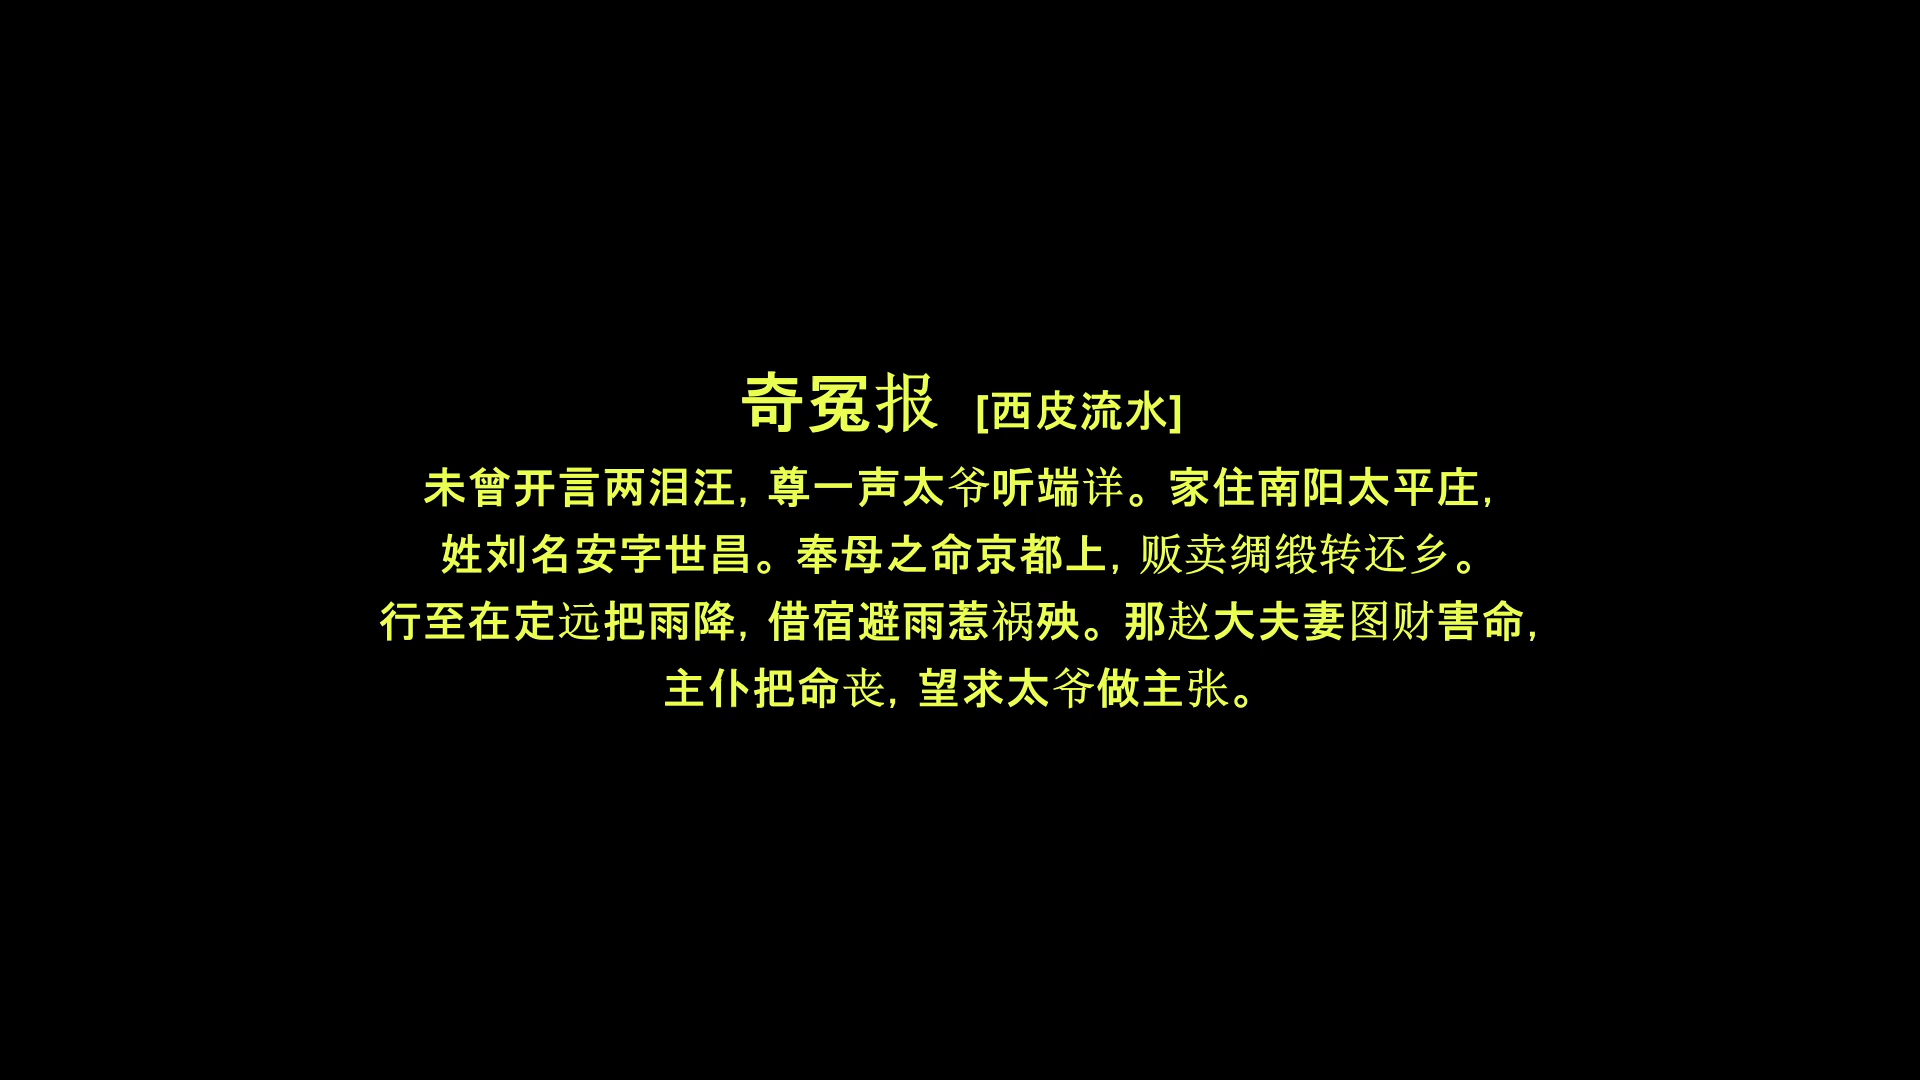 奇冤报 [西皮流水]
未曾开言两泪汪, 尊一声太爷听端详。家住南阳太平庄,
姓刘名安字世昌。奉母之命京都上, 贩卖绸缎转还乡。
行至在定远把雨降, 借宿避雨惹祸殃。那赵大夫妻图财害命,
主仆把命丧, 望求太爷做主张。